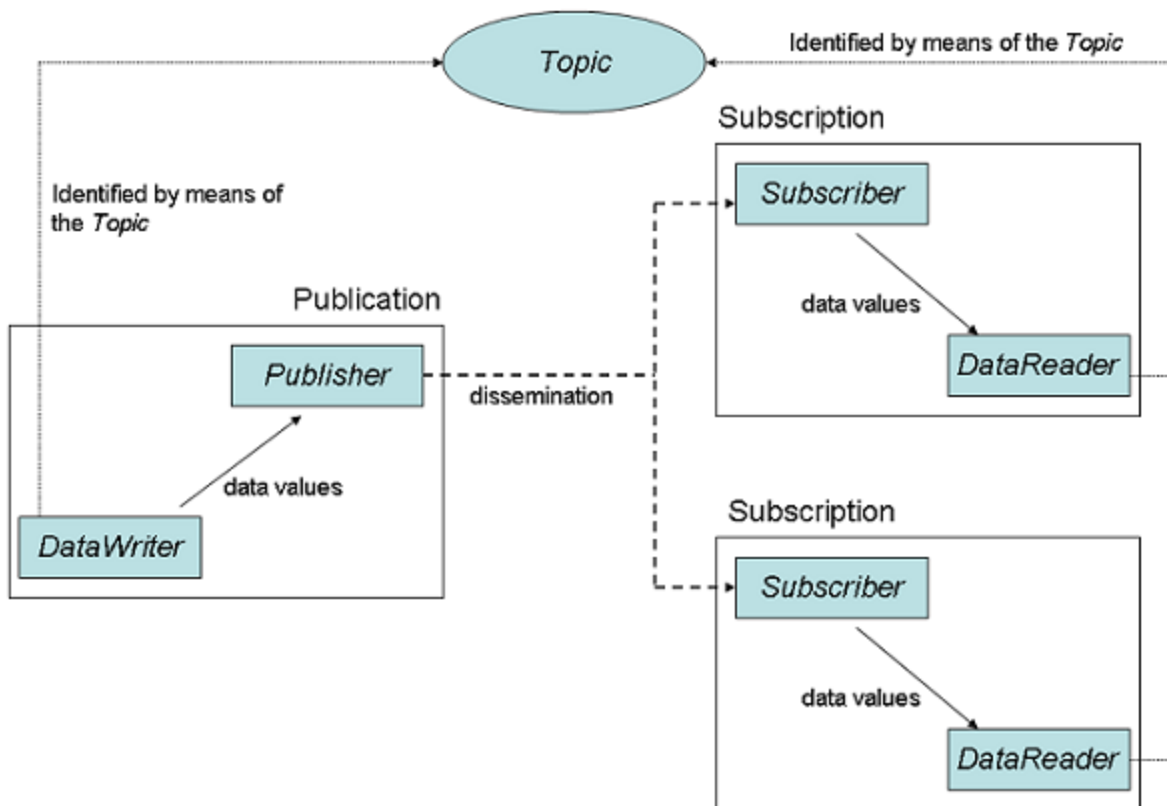 Topic
Identified by means of the Topic
Subscription
Subscriber
Identified by means of
the Topic
data values
Publication
Publisher
DataReader
dissemination
data values
Subscription
DataWriter
Subscriber
data values
DataReader